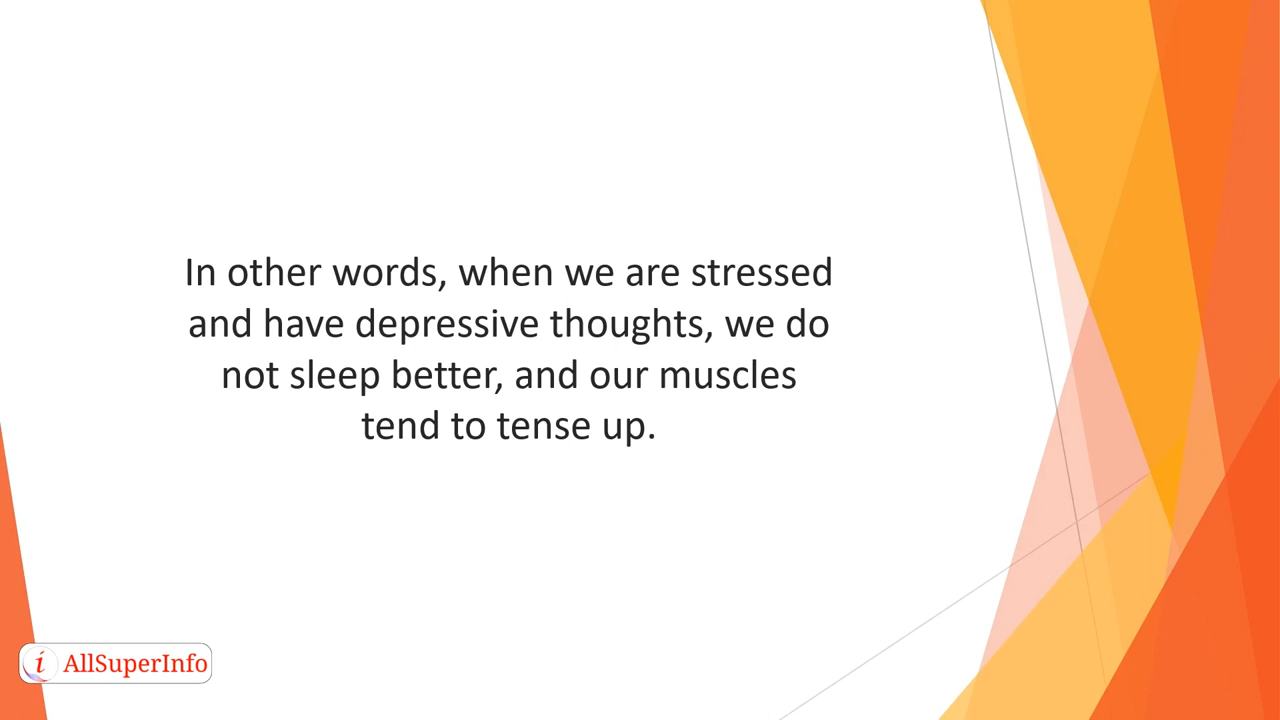 In other words, when we are stressed
and have depressive thoughts, we do
not sleep better, and our muscles
tend to tense up.
i AllSuperInfo